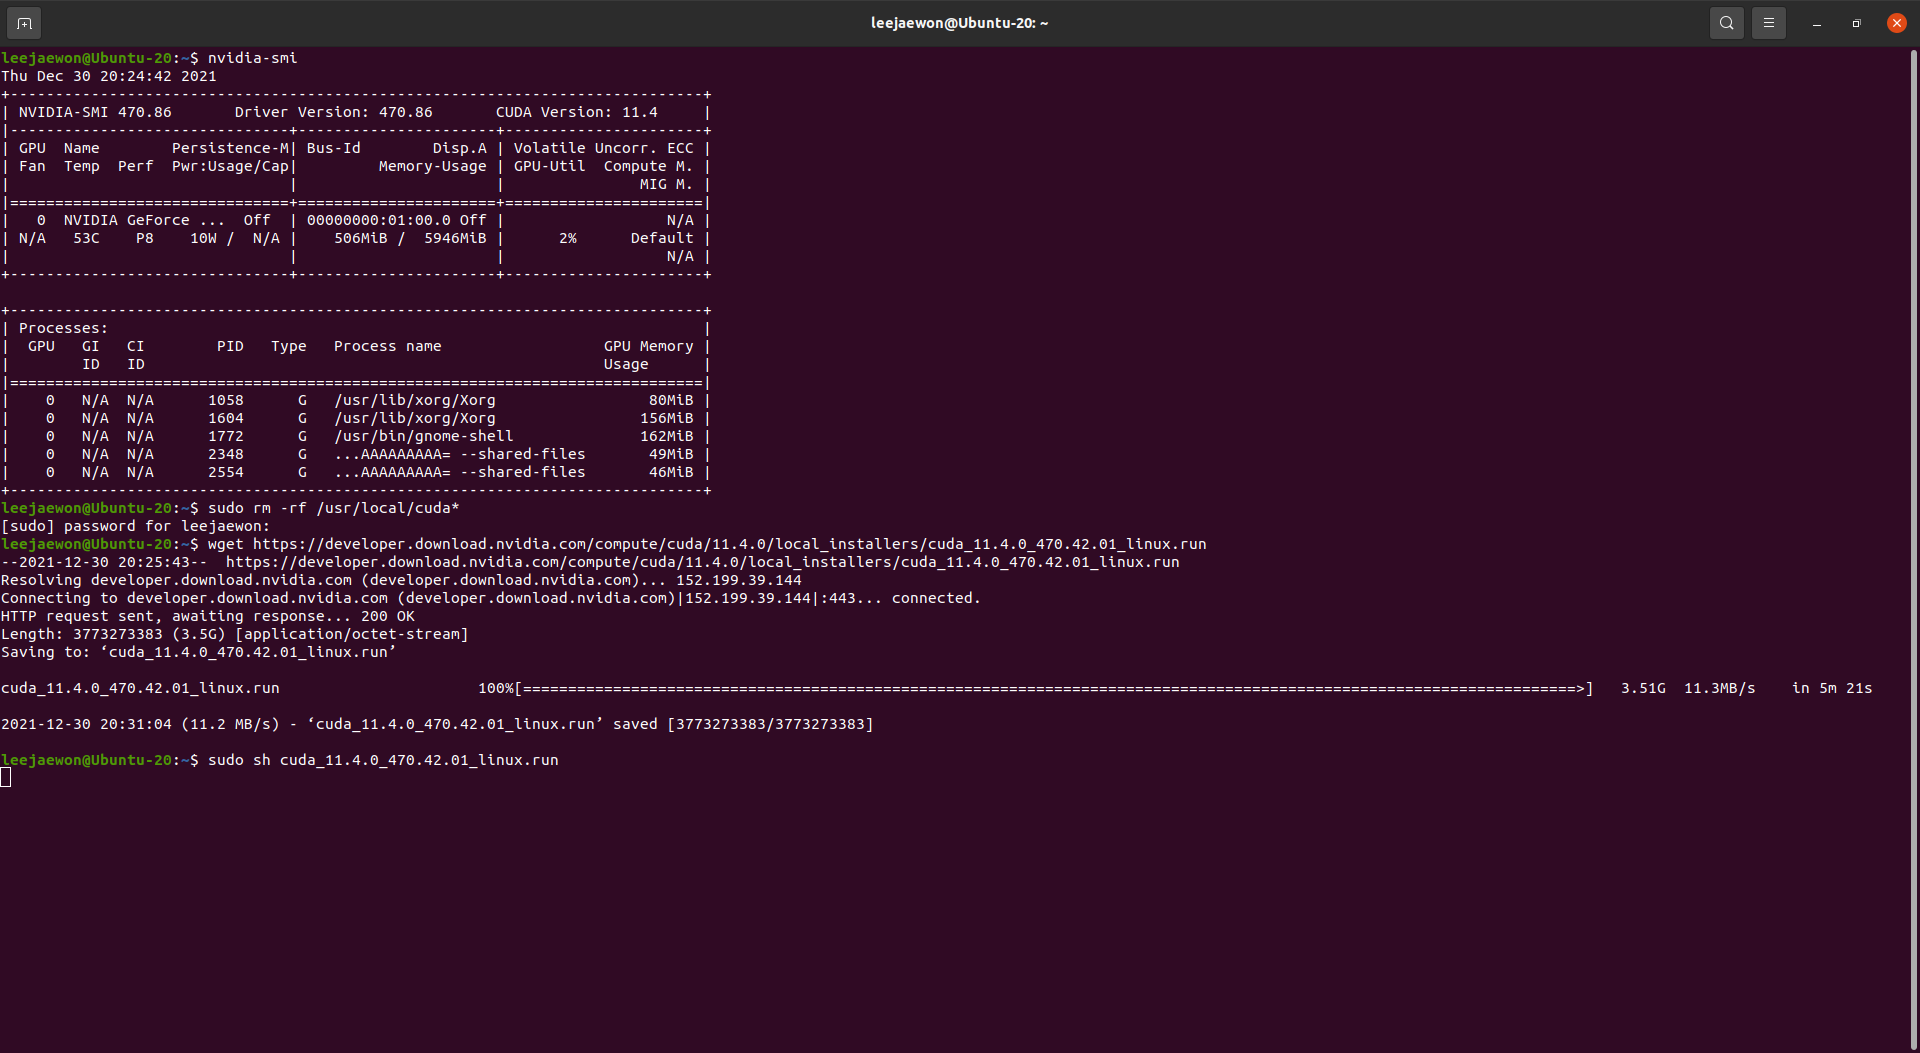 leejaewon@Ubuntu-20: ~
leejaewon@Ubuntu-20:~$ nvidia-smi
Thu Dec 30 20:24:42 2021
+-----------------------------------------------------------------------------+
| NVIDIA-SMI 470.86       Driver Version: 470.86       CUDA Version: 11.4     |
|-------------------------------+----------------------+----------------------+
| GPU  Name        Persistence-M| Bus-Id        Disp.A | Volatile Uncorr. ECC |
| Fan  Temp  Perf  Pwr:Usage/Cap|         Memory-Usage | GPU-Util  Compute M. |
|                               |                      |               MIG M. |
|===============================+======================+======================|
|   0  NVIDIA GeForce ...  Off  | 00000000:01:00.0 Off |                  N/A |
| N/A   53C    P8    10W /  N/A |    506MiB /  5946MiB |      2%      Default |
|                               |                      |                  N/A |
+-------------------------------+----------------------+----------------------+
+-----------------------------------------------------------------------------+
| Processes:                                                                  |
|  GPU   GI   CI        PID   Type   Process name                  GPU Memory |
|        ID   ID                                                   Usage      |
|=============================================================================|
|    0   N/A  N/A      1058      G   /usr/lib/xorg/Xorg                 80MiB |
|    0   N/A  N/A      1604      G   /usr/lib/xorg/Xorg                156MiB |
|    0   N/A  N/A      1772      G   /usr/bin/gnome-shell              162MiB |
|    0   N/A  N/A      2348      G   ...AAAAAAAAA= --shared-files       49MiB |
|    0   N/A  N/A      2554      G   ...AAAAAAAAA= --shared-files       46MiB |
+-----------------------------------------------------------------------------+
leejaewon@Ubuntu-20:~$ sudo rm -rf /usr/local/cuda*
[sudo] password for leejaewon:
leejaewon@Ubuntu-20:~$ wget https://developer.download.nvidia.com/compute/cuda/11.4.0/local_installers/cuda_11.4.0_470.42.01_linux.run
--2021-12-30 20:25:43--  https://developer.download.nvidia.com/compute/cuda/11.4.0/local_installers/cuda_11.4.0_470.42.01_linux.run
Resolving developer.download.nvidia.com (developer.download.nvidia.com)... 152.199.39.144
Connecting to developer.download.nvidia.com (developer.download.nvidia.com)|152.199.39.144|:443... connected.
HTTP request sent, awaiting response... 200 OK
Length: 3773273383 (3.5G) [application/octet-stream]
Saving to: ‘cuda_11.4.0_470.42.01_linux.run’
cuda_11.4.0_470.42.01_linux.run                      100%[=====================================================================================================================>]   3.51G  11.3MB/s    in 5m 21s
2021-12-30 20:31:04 (11.2 MB/s) - ‘cuda_11.4.0_470.42.01_linux.run’ saved [3773273383/3773273383]
leejaewon@Ubuntu-20:~$ sudo sh cuda_11.4.0_470.42.01_linux.run